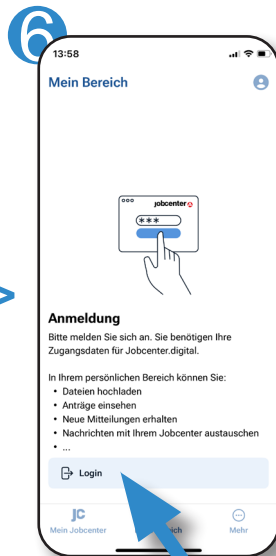 6
13:58
Mein Bereich
jobcenter
***
>
Anmeldung
Bitte melden Sie sich an. Sie benötigen Ihre
Zugangsdaten für Jobcenter.digital.
In Ihrem persönlichen Bereich können Sie:
• Dateien hochladen
• Anträge einsehen
• Neue Mitteilungen erhalten
• Nachrichten mit Ihrem Jobcenter austauschen
• ...
Login
JC
Mein Jobcenter
Mehr